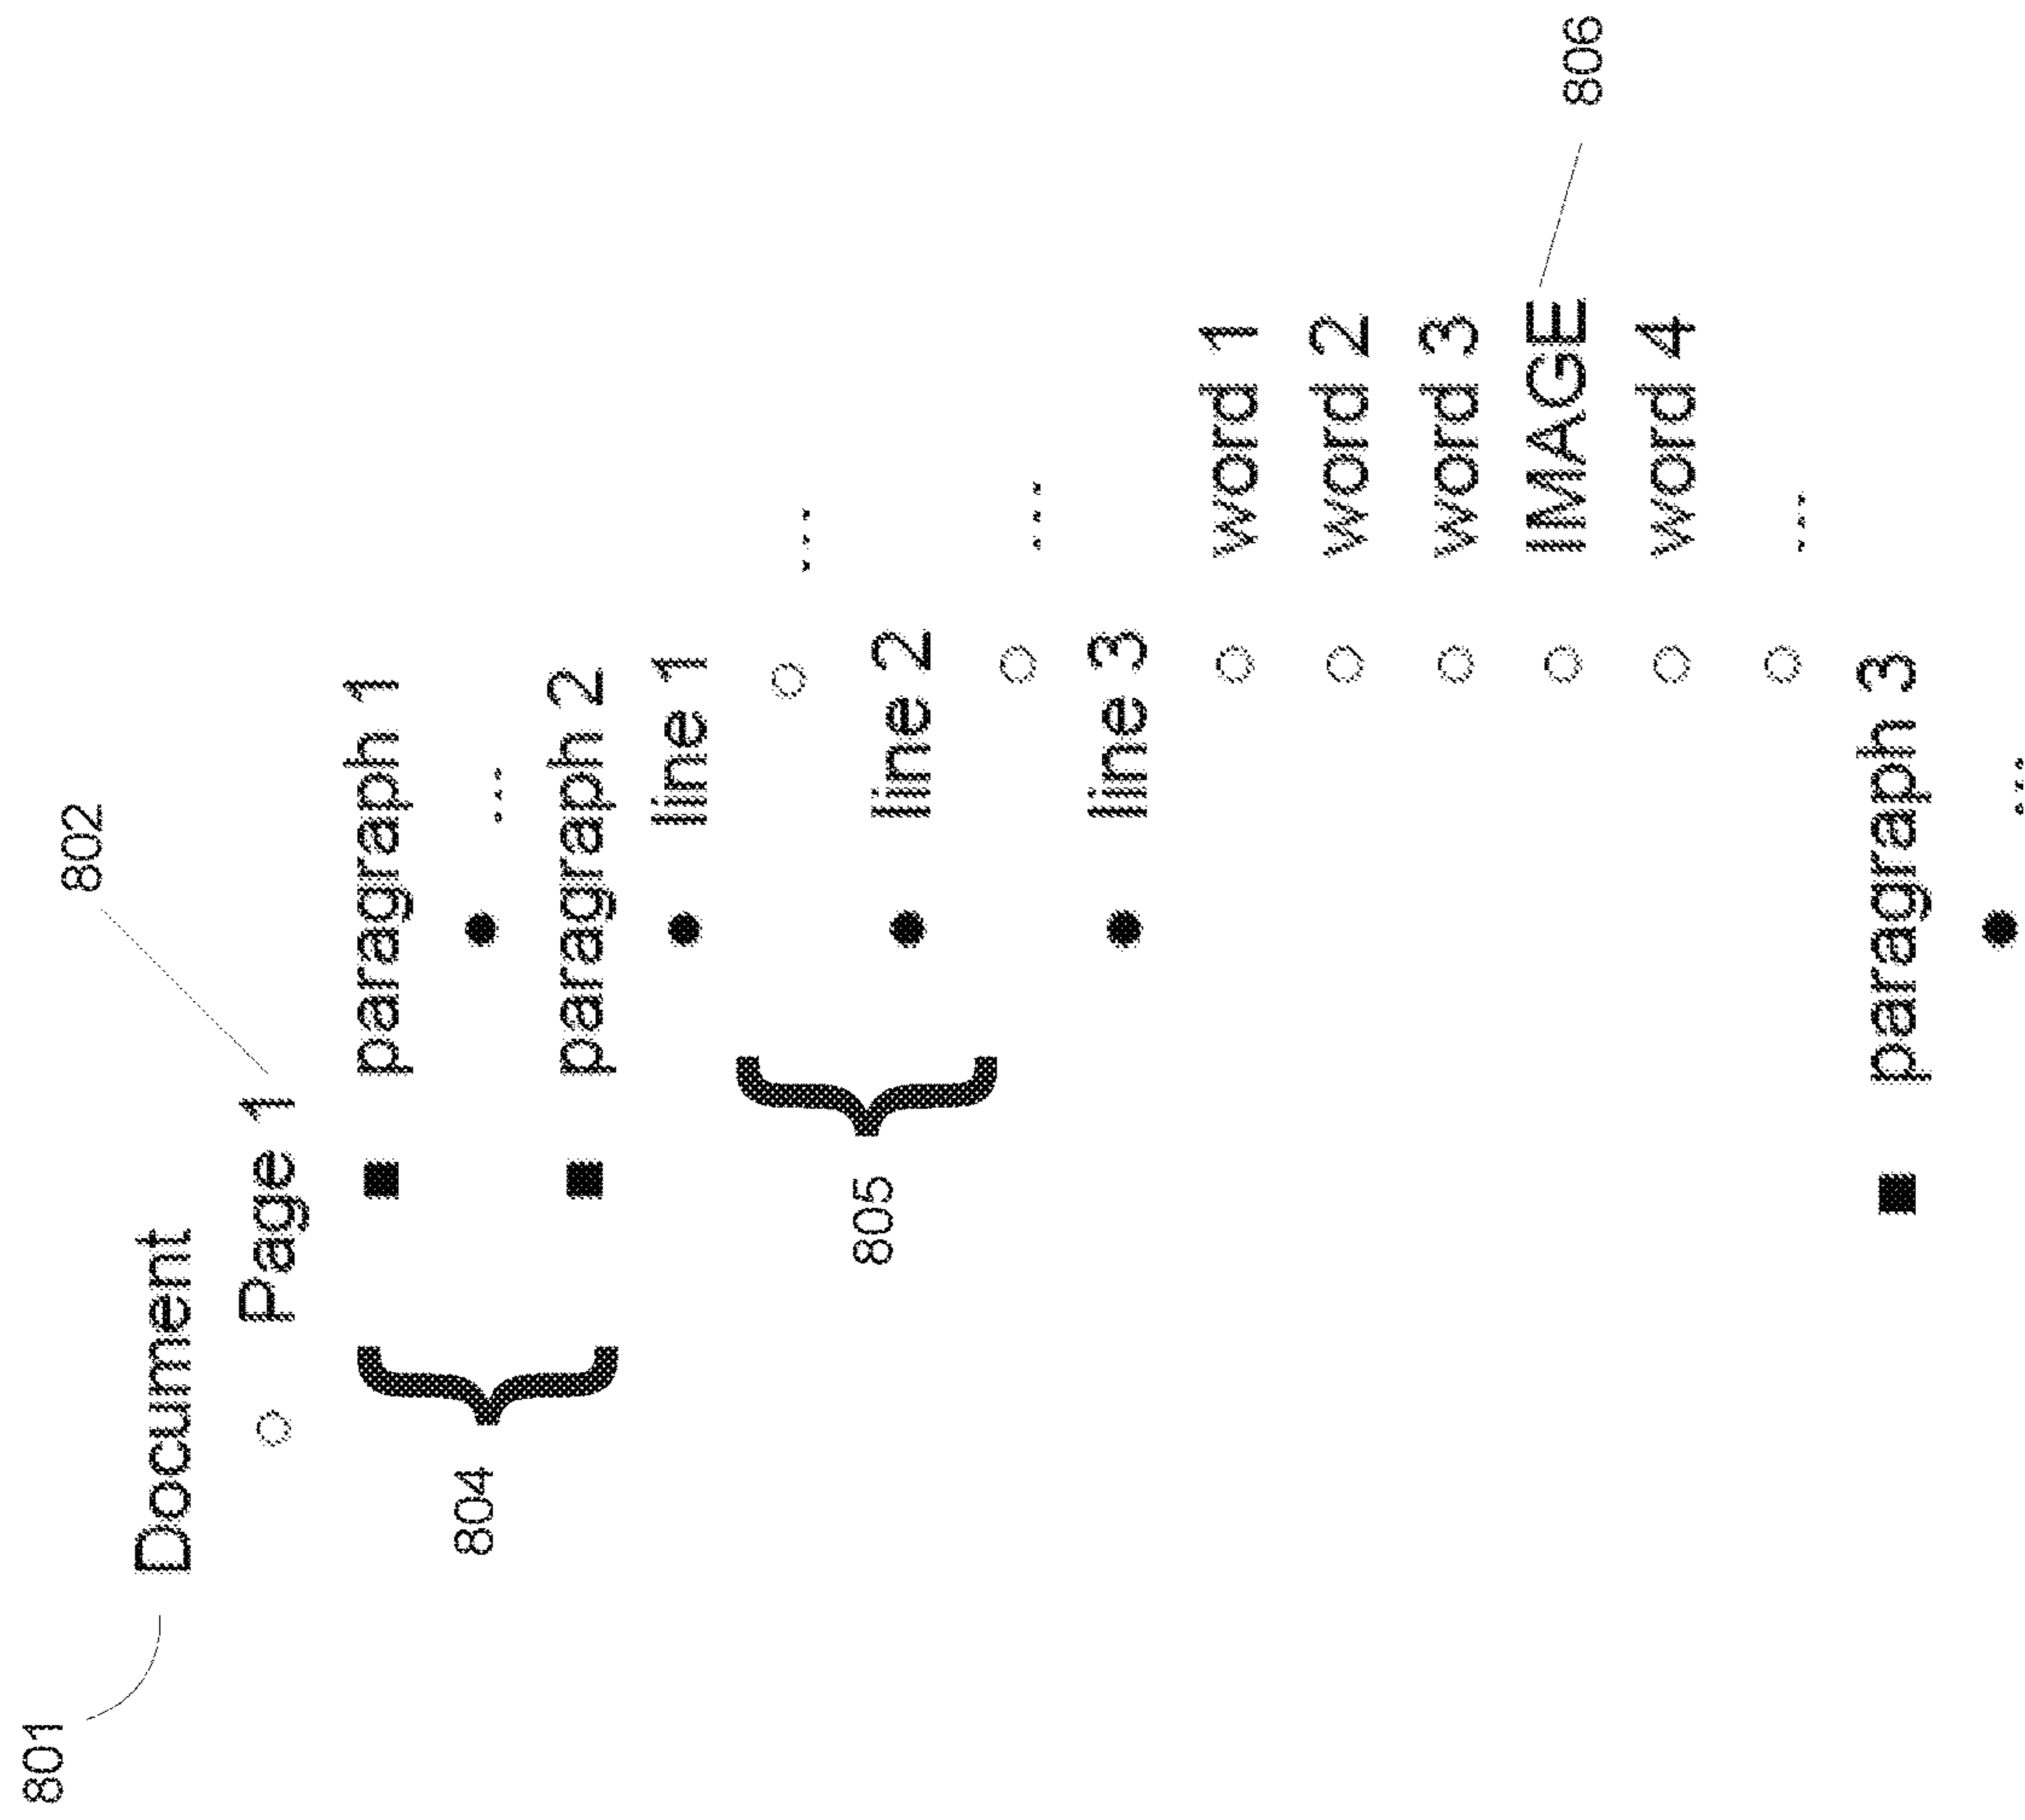 801
Document
802
Page 1
804
paragraph 1
...
paragraph 2
line 1
...
805
line 2
...
line 3
word 1
word 2
word 3
IMAGE
806
word 4
...
paragraph 3
...